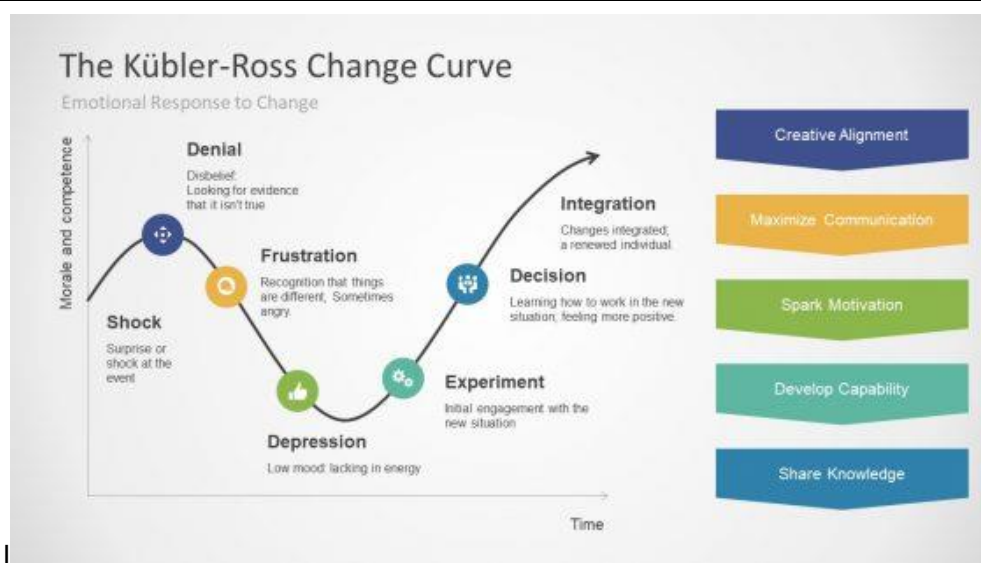 The Kübler-Ross Change Curve
Emotional Response to Change
Morale and competence
Denial
Disbelief:
Looking for evidence
that it isn't true
Frustration
Recognition that things
are different; Sometimes
angry.
Shock
Surprise or
shock at the
event
Depression
Low mood: lacking in energy
Experiment
Initial engagement with the
new situation
Decision
Learning how to work in the new
situation; feeling more positive.
Integration
Changes integrated;
a renewed individual.
Time
Creative Alignment
Maximize Communication
Spark Motivation
Develop Capability
Share Knowledge